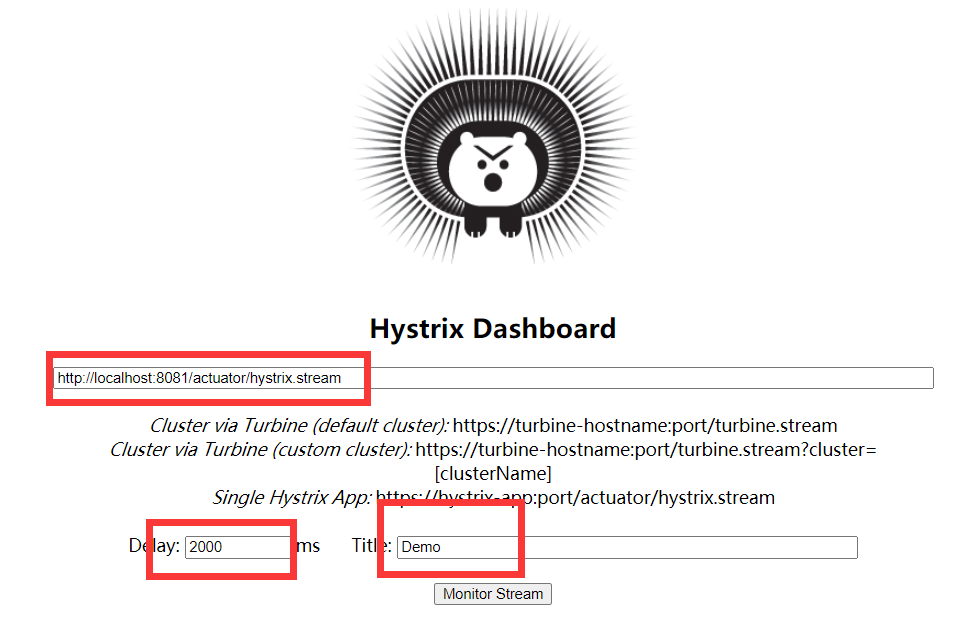 Hystrix Dashboard
http://localhost:8081/actuator/hystrix.stream
Cluster via Turbine (default cluster): https://turbine-hostname:port/turbine.stream
Cluster via Turbine (custom cluster): https://turbine-hostname:port/turbine.stream?cluster=
[clusterName]
Single Hystrix App: https://hystrix-app:port/actuator/hystrix.stream
Delay: 2000 ms Title: Demo
Monitor Stream